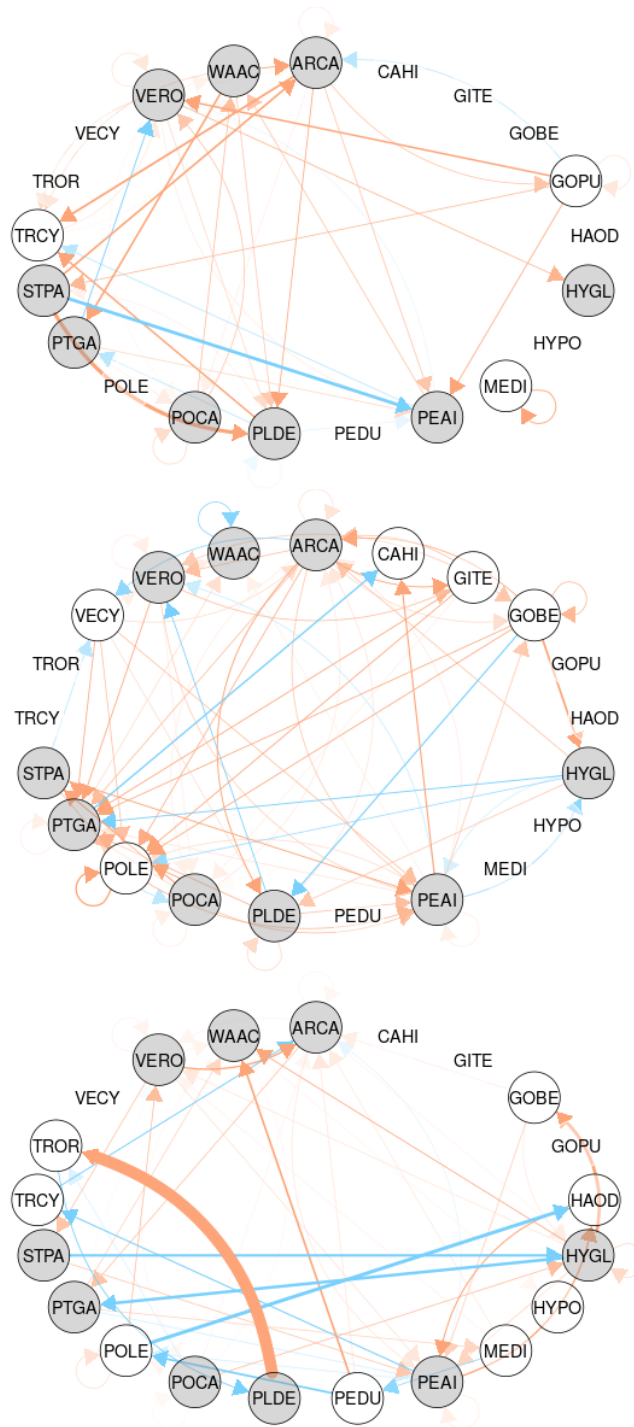 ARCA
WAAC
CAHI
VERO
GITE
VECY
GOBE
TROR
GOPU
TRCY
HAOD
STPA
HYGL
PTGA
HYPO
POLE
MEDI
POCA
PLDE
PEDU
PEAI
ARCA
WAAC
CAHI
VERO
GITE
VECY
GOBE
TROR
GOPU
TRCY
HAOD
STPA
HYGL
PTGA
HYPO
POLE
MEDI
POCA
PLDE
PEDU
PEAI
ARCA
WAAC
CAHI
VERO
GITE
VECY
GOBE
TROR
GOPU
TRCY
HAOD
STPA
HYGL
PTGA
HYPO
POLE
MEDI
POCA
PLDE
PEDU
PEAI